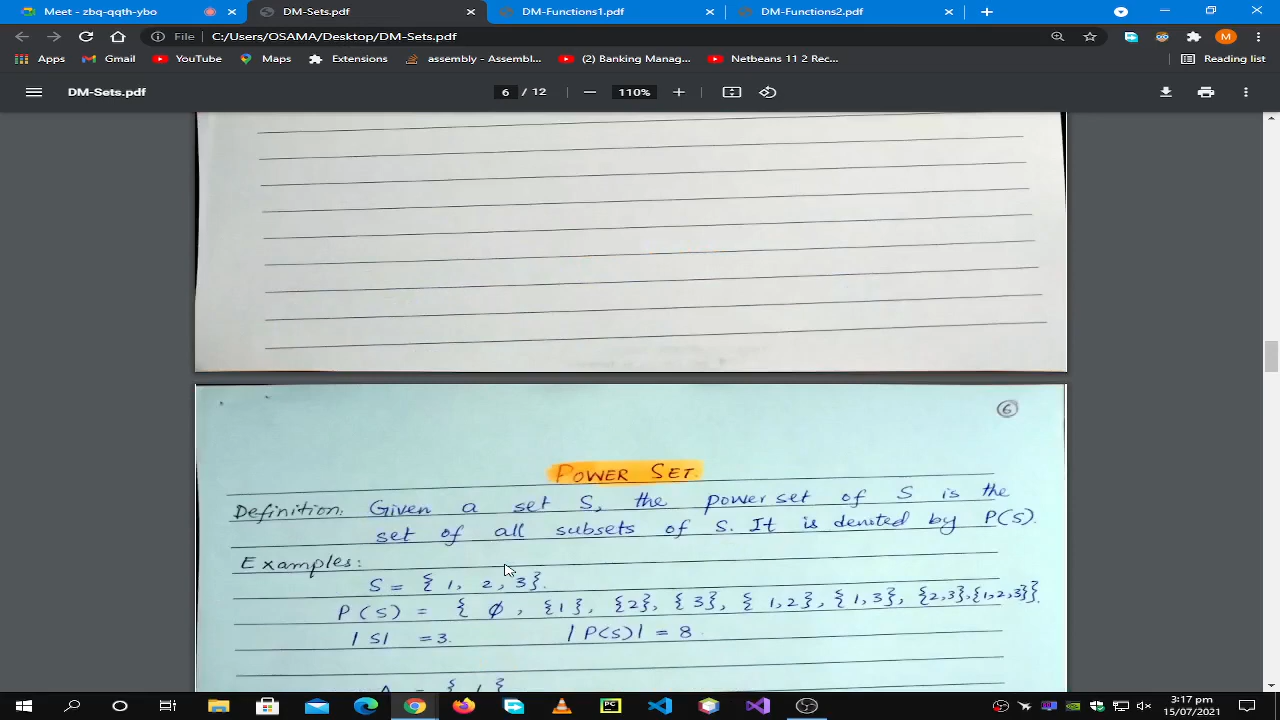 Meet - zbq-qqth-ybo
DM-Sets.pdf
DM-Functions1.pdf
DM-Functions2.pdf
File C:/Users/OSAMA/Desktop/DM-Sets.pdf
M
Apps Gmail YouTube Maps Extensions assembly - Assembl... (2) Banking Manag... Netbeans 11 2 Rec... Reading list
DM-Sets.pdf 6 / 12 110%
6
POWER SET.
Definition. Given a set S, the power set of S is the
set of all subsets of S. It is denoted by P(S).
Examples:
S = { 1, 2, 3}.
P(S) = { ϕ, {1}, {2}, {3}, {1,2}, {1,3}, {2,3}, {1,2,3}}.
|S| = 3. |P(S)| = 8.
A = { 1 }
3:17 pm
15/07/2021